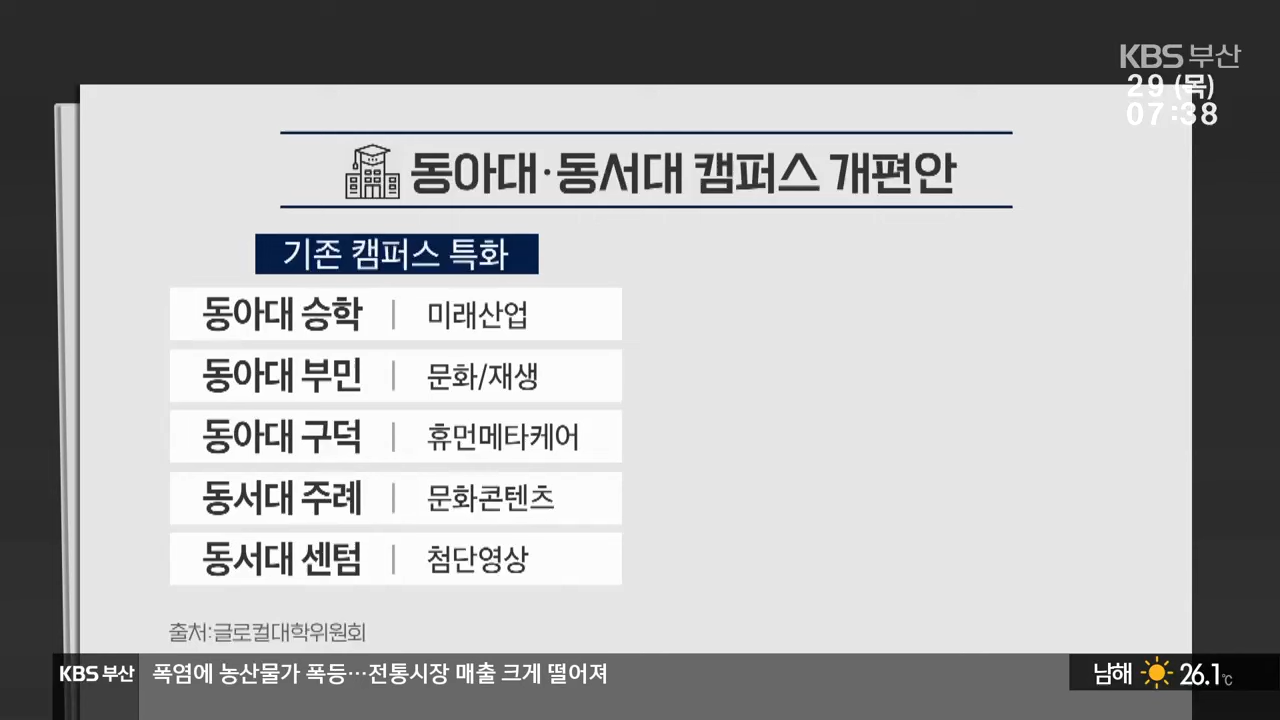 KBS 부산
29 (목)
07:38
동아대·동서대 캠퍼스 개편안
기존 캠퍼스 특화
동아대 승학 | 미래산업
동아대 부민 | 문화/재생
동아대 구덕 | 휴먼메타케어
동서대 주례 | 문화콘텐츠
동서대 센텀 | 첨단영상
출처:글로컬대학위원회
KBS 부산 폭염에 농산물가 폭등…전통시장 매출 크게 떨어져 남해 26.1℃